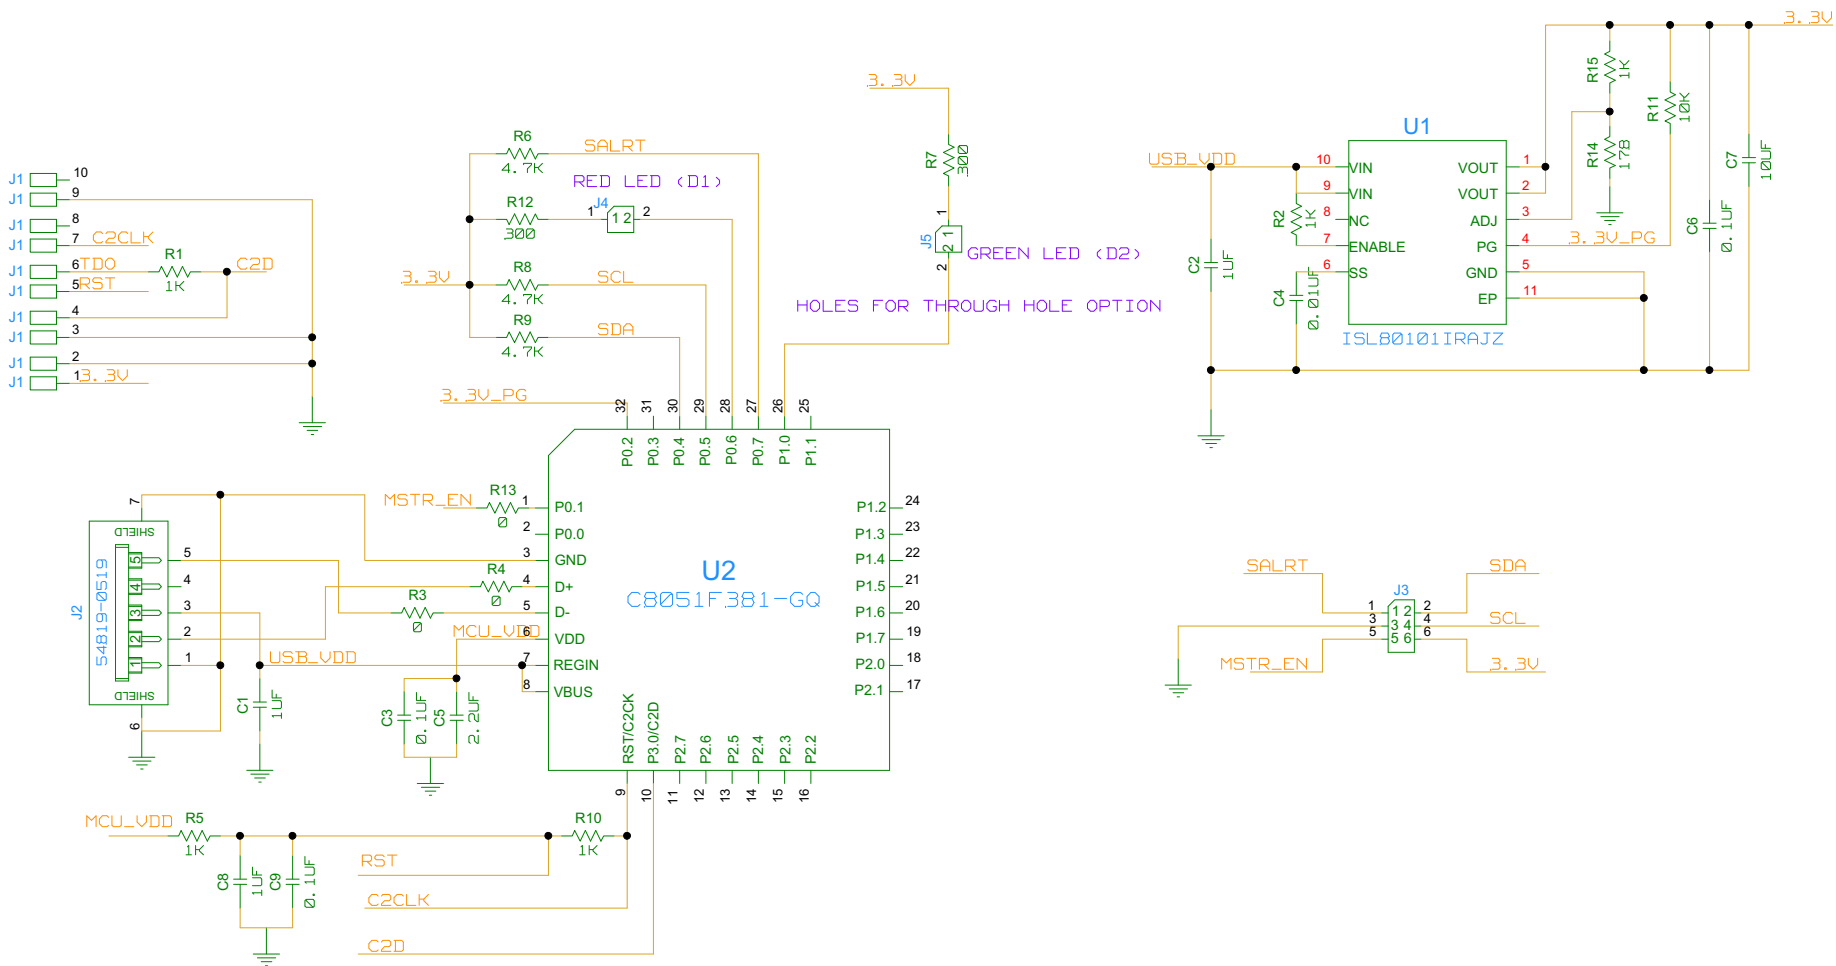 3.3V
3.3V
R15
1K
R11
10K
R14
178
C7
10UF
C6
0.1UF
U1
USB_VDD
10 VIN VOUT 1
9 VIN VOUT 2
8 NC ADJ 3
7 ENABLE PG 4
6 SS GND 5
EP 11
3.3V_PG
R2
1K
C2
1UF
C4
0.01UF
ISL80101IRAJZ
R7
300
1
J5
2 1
2
GREEN LED (D2)
HOLES FOR THROUGH HOLE OPTION
R6
4.7K
SALRT
RED LED (D1)
R12
300
J4
1 1 2 2
3.3V
R8
4.7K
SCL
R9
4.7K
SDA
3.3V_PG
J1 10
J1 9
J1 8
J1 7 C2CLK
J1 6 TDO
R1
1K
C2D
J1 5 RST
J1 4
J1 3
J1 2
J1 1 3.3V
32 31 30 29 28 27 26 25
P0.2 P0.3 P0.4 P0.5 P0.6 P0.7 P1.0 P1.1
MSTR_EN
R13
0
1 P0.1
2 P0.0
3 GND
R4
0
4 D+
R3
0
5 D-
MCU_VDD
6 VDD
7 REGIN
8 VBUS
U2
C8051F381-GQ
P1.2 24
P1.3 23
P1.4 22
P1.5 21
P1.6 20
P1.7 19
P2.0 18
P2.1 17
RST/C2CK P3.0/C2D P2.7 P2.6 P2.5 P2.4 P2.3 P2.2
9 10 11 12 13 14 15 16
7
SHIELD
J2
54819-0519
5 5
4 4
3 3
2 2
1 1
SHIELD
6
USB_VDD
C1
1UF
C3
0.1UF
C5
2.2UF
MCU_VDD
R5
1K
R10
1K
RST
C8
1UF
C9
0.1UF
C2CLK
C2D
SALRT
SDA
J3
1 1 2 2
3 3 4 4
5 5 6 6
SCL
MSTR_EN
3.3V